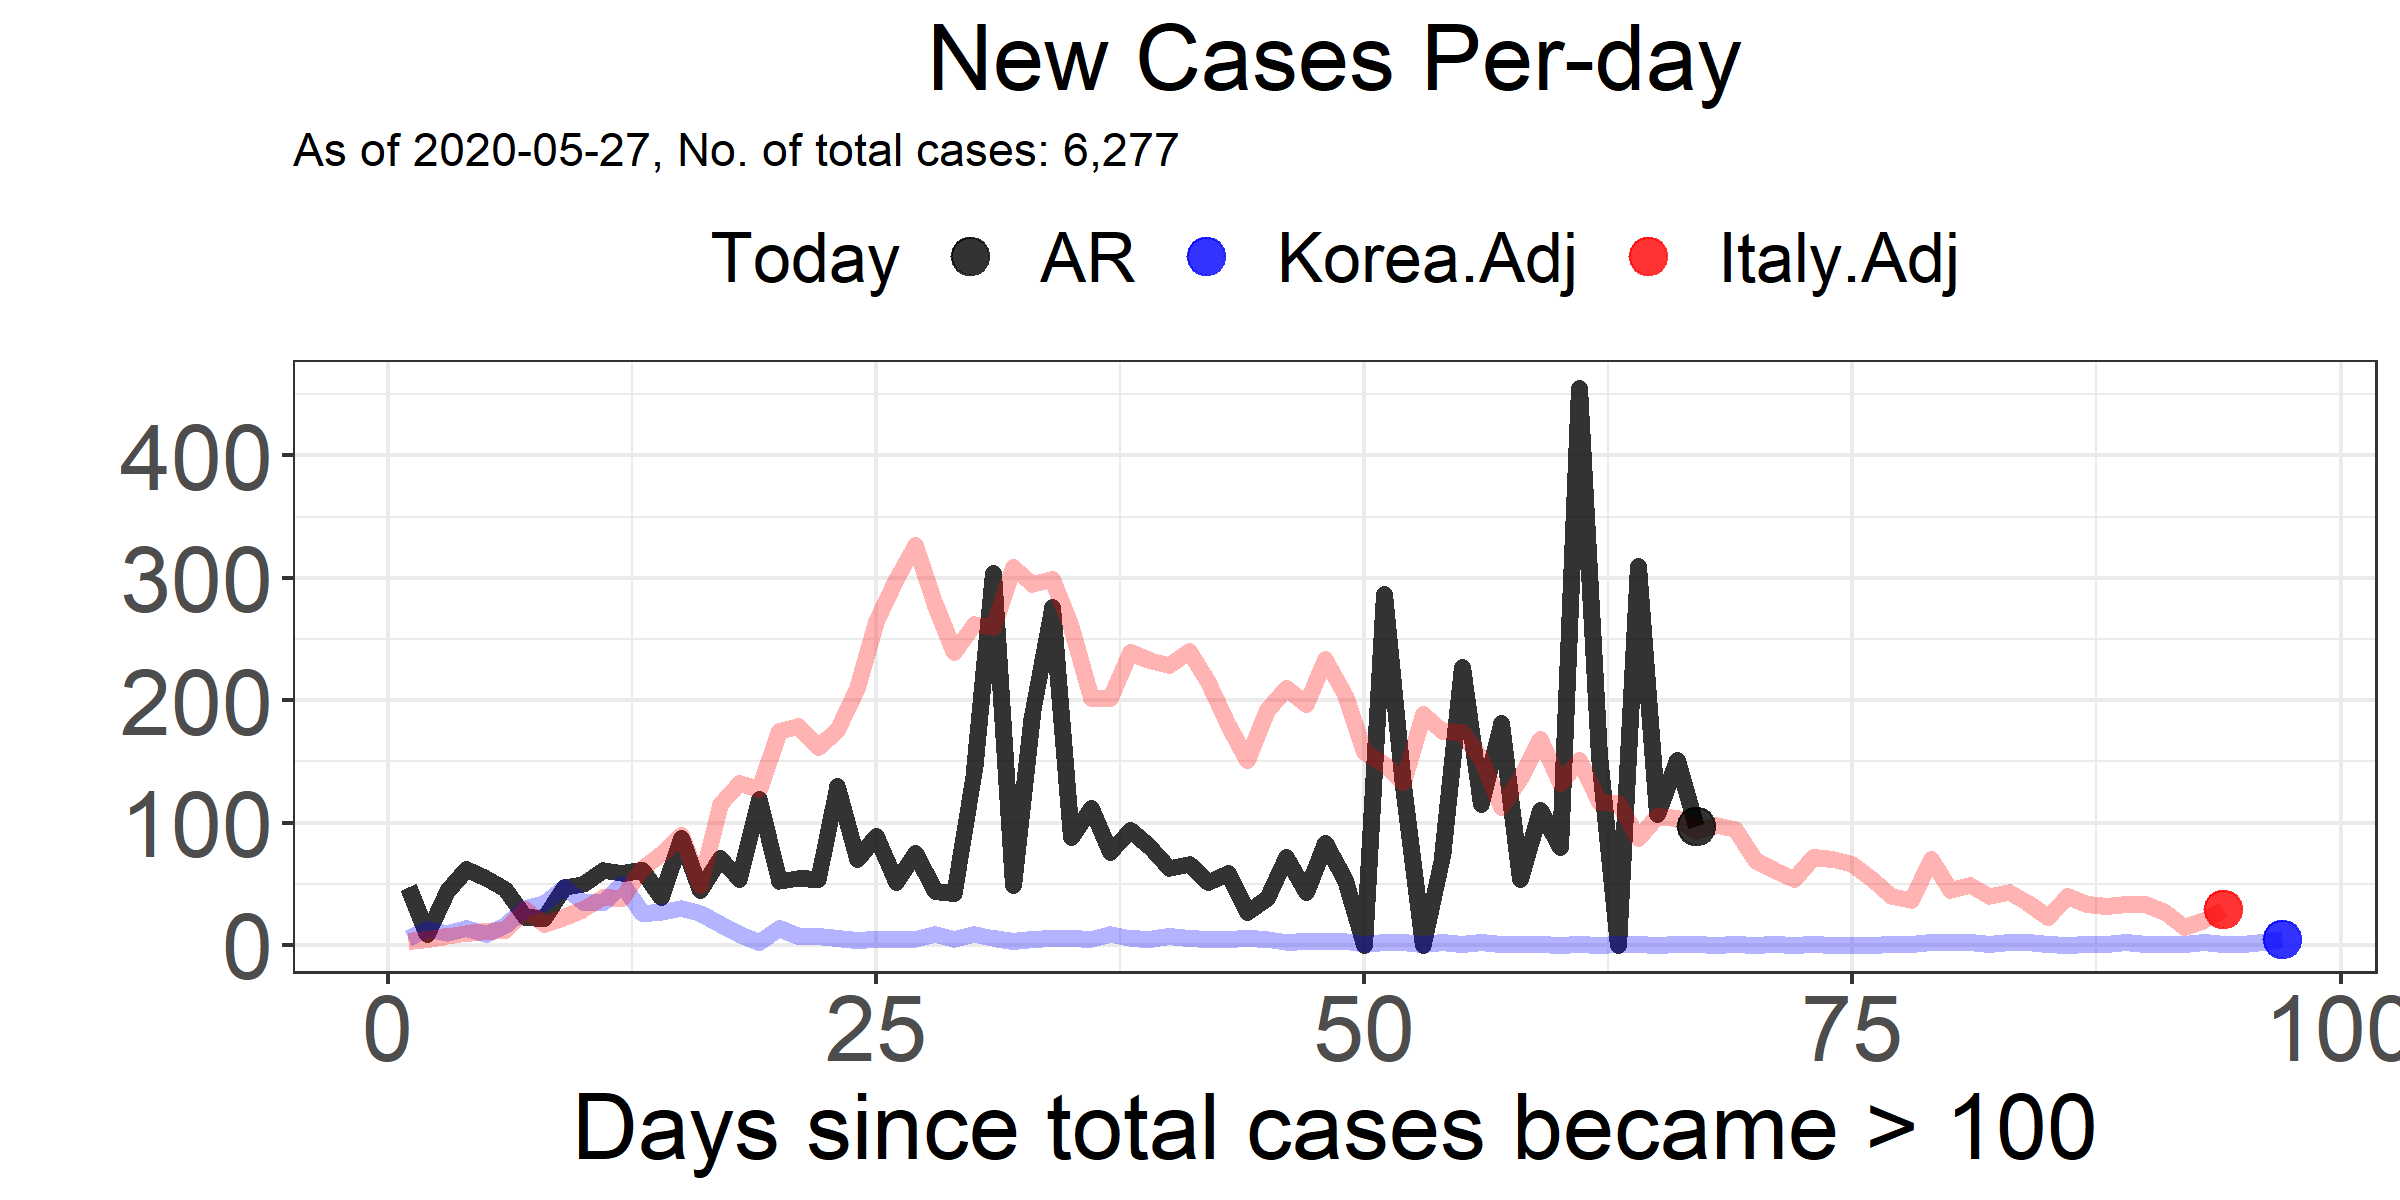 New Cases Per-day
As of 2020-05-27, No. of total cases: 6,277
Today AR Korea.Adj Italy.Adj
400
300
200
100
0
0 25 50 75 100
Days since total cases became > 100